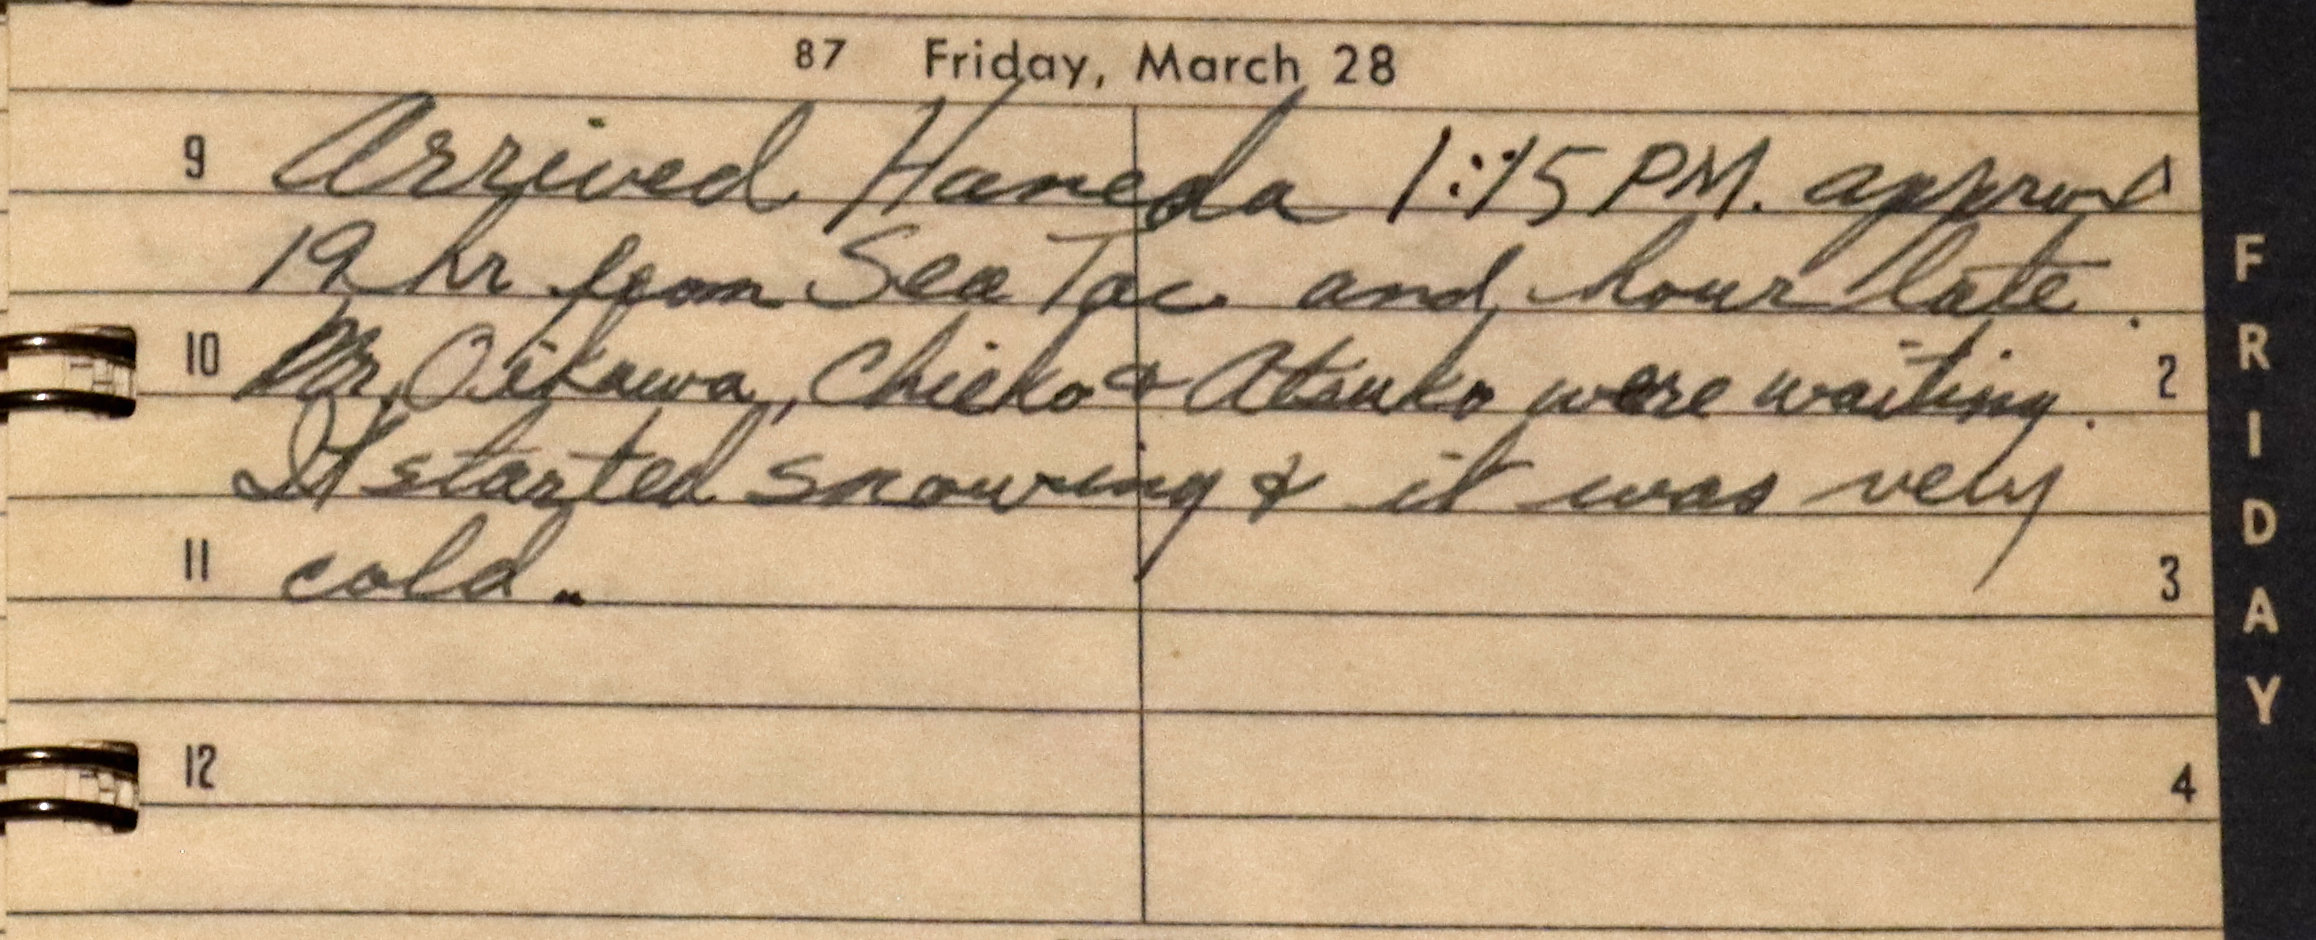 87 Friday, March 28
9 Arrived Haneda 1:15 PM. approx 1
19 hr from Sea Tac and hour late.
10 Mr. Oikawa, Chieko & Atsuko were waiting. 2
It started snowing & it was very
11 cold. 3
12 4
FRIDAY